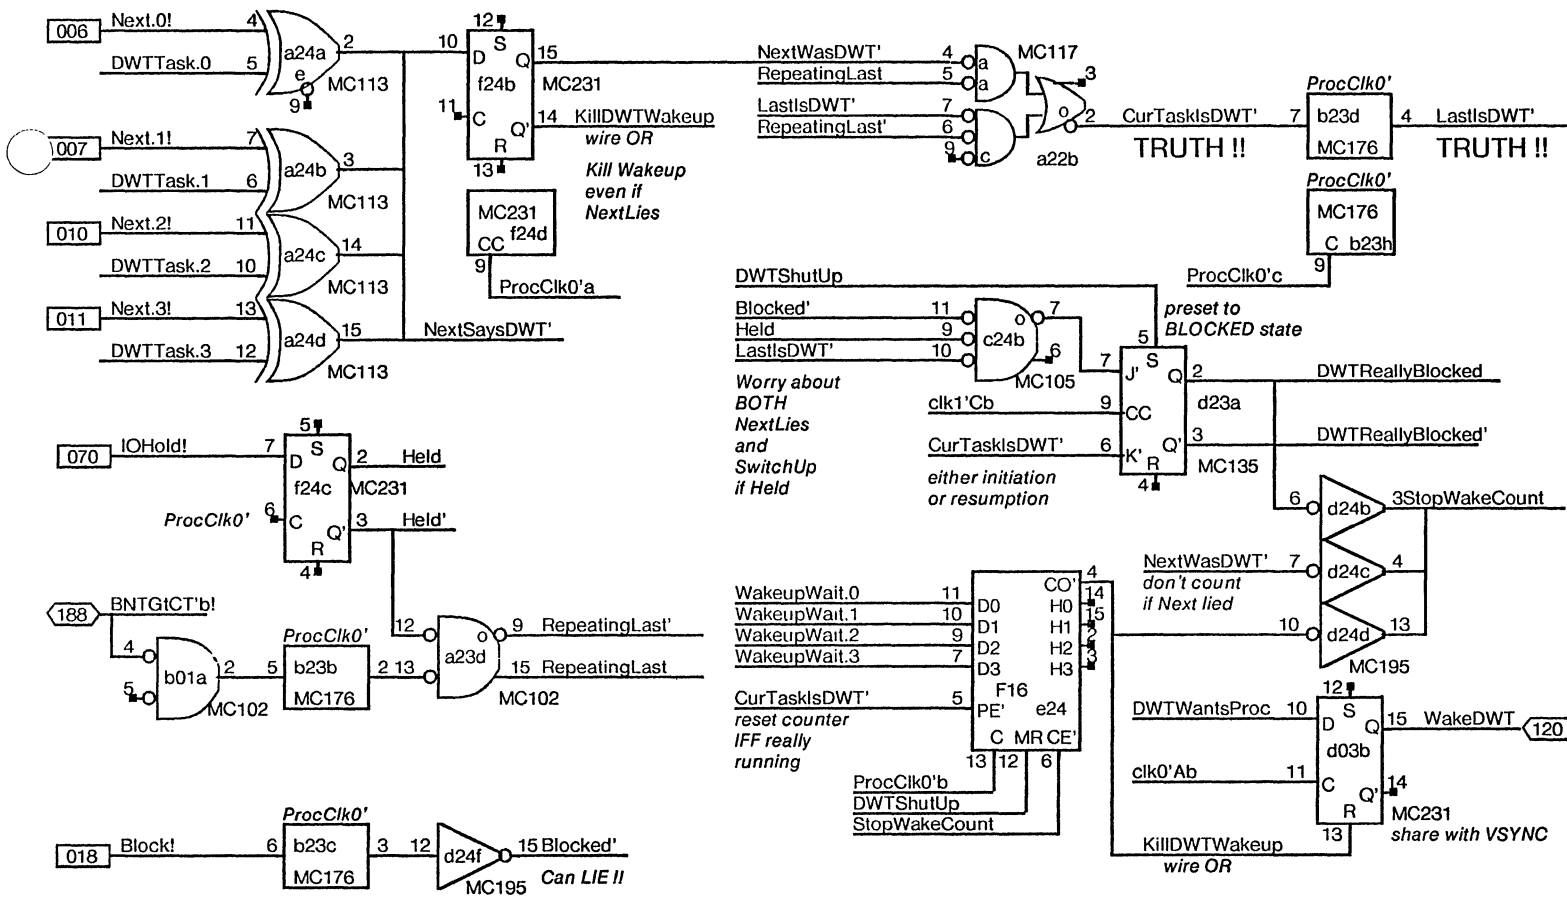 006
Next.0!
4
a24a
2
DWTTask.0
5
e
9
MC113
10
12
S
D
Q
15
f24b
MC231
11
C
Q'
14
KillDWTWakeup
wire OR
R
13
Kill Wakeup
even if
NextLies
007
Next.1!
7
a24b
3
DWTTask.1
6
MC113
010
Next.2!
11
a24c
14
DWTTask.2
10
MC113
011
Next.3!
13
a24d
15
NextSaysDWT'
DWTTask.3
12
MC113
MC231
f24d
CC
9
ProcClk0'a
NextWasDWT'
4
a
MC117
RepeatingLast
5
a
3
LastIsDWT'
7
RepeatingLast'
6
9
c
o
2
a22b
CurTaskIsDWT'
TRUTH !!
7
ProcClk0'
b23d
MC176
4
LastIsDWT'
TRUTH !!
ProcClk0'
MC176
C
b23h
9
ProcClk0'c
DWTShutUp
preset to
BLOCKED state
Blocked'
11
Held
9
LastIsDWT'
10
o
7
c24b
6
MC105
Worry about
BOTH
NextLies
and
SwitchUp
if Held
5
S
7
J'
Q
2
DWTReallyBlocked
clk1'Cb
9
CC
d23a
CurTaskIsDWT'
6
K'
Q'
3
DWTReallyBlocked'
R
4
MC135
either initiation
or resumption
070
IOHold!
7
5
S
D
Q
2
Held
f24c
MC231
ProcClk0'
6
C
Q'
3
Held'
R
4
188
BNTGtCT'b!
4
b01a
2
5
MC102
5
ProcClk0'
b23b
MC176
2
13
12
o
9
RepeatingLast'
a23d
15
RepeatingLast
MC102
6
d24b
3StopWakeCount
NextWasDWT'
7
d24c
4
don't count
if Next lied
10
d24d
13
MC195
WakeupWait.0
11
D0
WakeupWait.1
10
D1
WakeupWait.2
9
D2
WakeupWait.3
7
D3
CO'
4
H0
14
H1
15
H2
2
H3
3
F16
e24
CurTaskIsDWT'
5
PE'
reset counter
IFF really
running
C
MR
CE'
13
12
6
ProcClk0'b
DWTShutUp
StopWakeCount
DWTWantsProc
10
12
S
D
Q
15
WakeDWT
120
d03b
clk0'Ab
11
C
Q'
14
R
13
MC231
share with VSYNC
KillDWTWakeup
wire OR
018
Block!
6
ProcClk0'
b23c
MC176
3
12
d24f
15
Blocked'
MC195
Can LIE !!